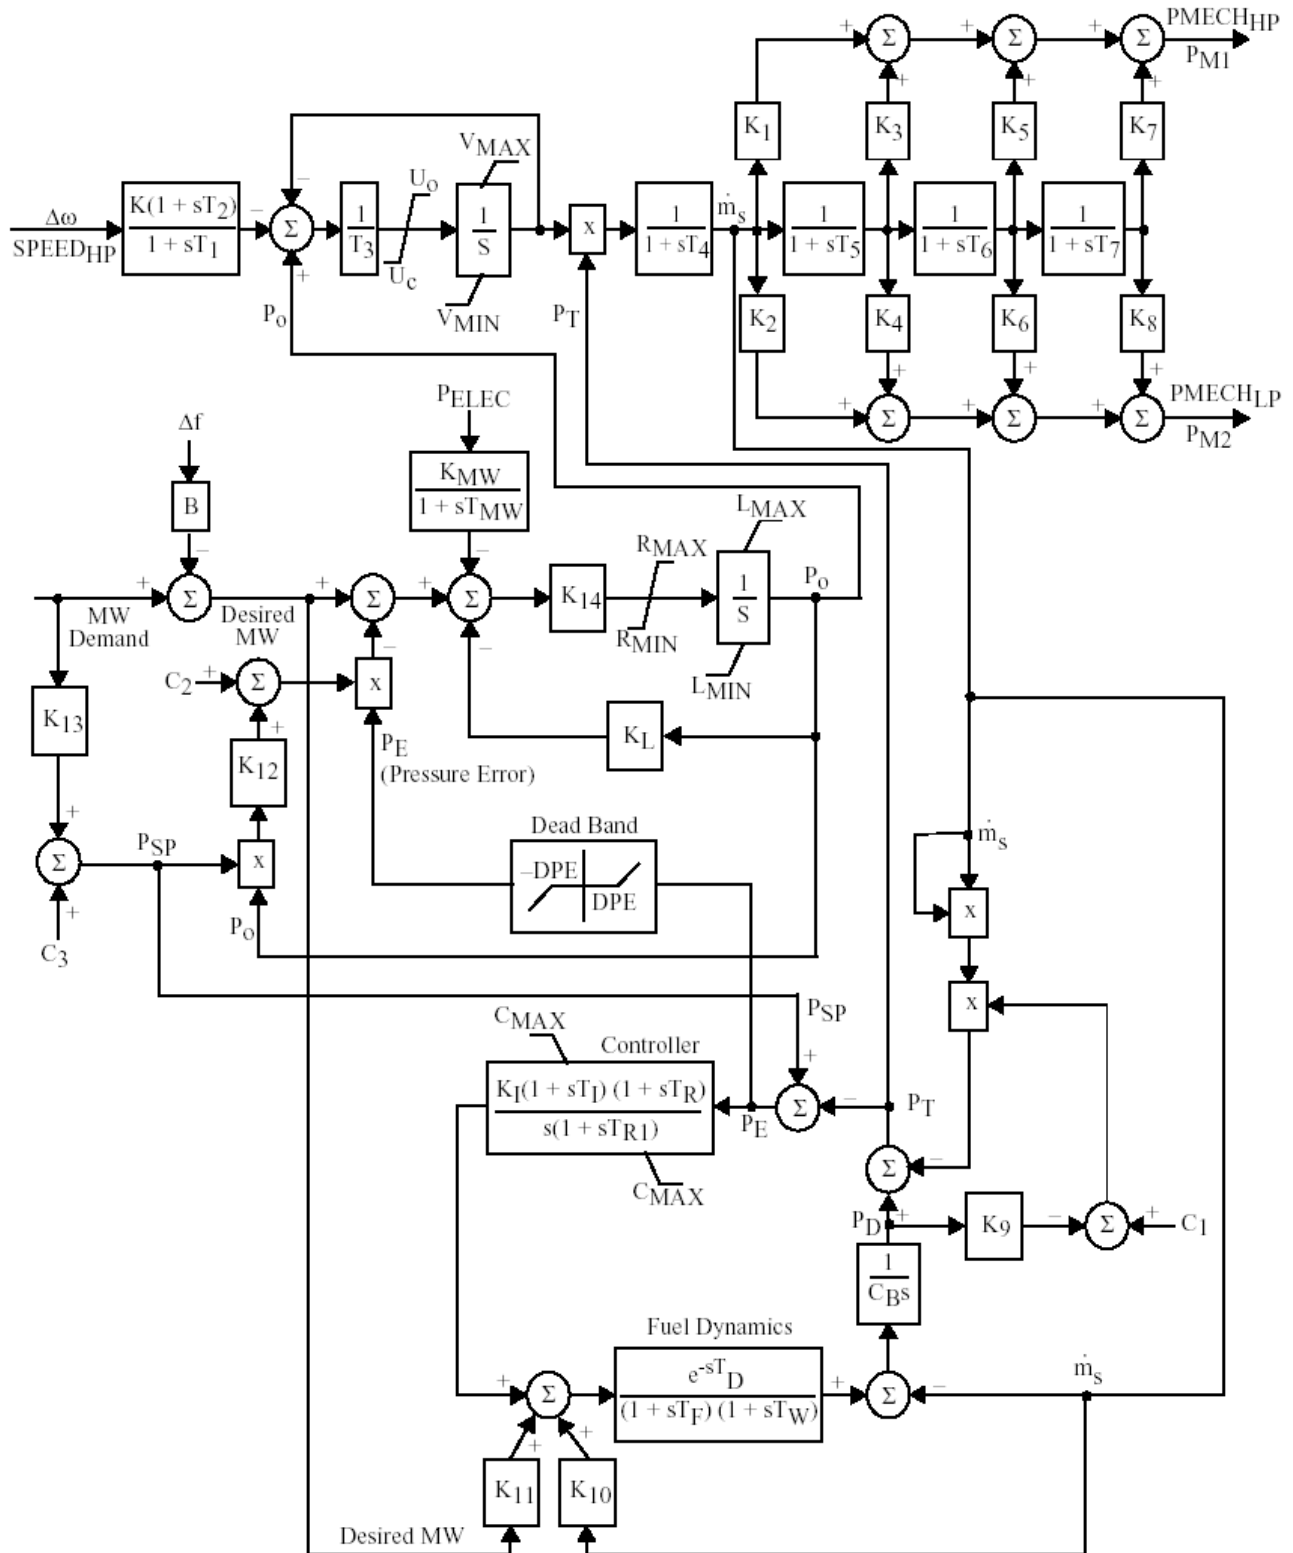 PMECH_HP
P_M1
K_1
K_3
K_5
K_7
Δω
SPEED_HP
K(1 + sT_2)
1 + sT_1
Σ
1
T_3
U_o
U_c
V_MAX
1
S
V_MIN
x
1
1 + sT_4
ṁ_s
1
1 + sT_5
1
1 + sT_6
1
1 + sT_7
P_o
P_T
K_2
K_4
K_6
K_8
PMECH_LP
P_M2
Δf
B
P_ELEC
K_MW
1 + sT_MW
MW
Demand
Σ
Desired
MW
Σ
Σ
K_14
R_MAX
R_MIN
L_MAX
1
S
L_MIN
P_o
C_2
Σ
x
K_13
K_12
P_E
(Pressure Error)
K_L
Σ
P_SP
x
P_o
C_3
Dead Band
–DPE
DPE
ṁ_s
x
x
P_SP
C_MAX
Controller
K_I(1 + sT_I) (1 + sT_R)
s(1 + sT_R1)
C_MAX
P_E
Σ
P_T
Σ
P_D
K_9
Σ
C_1
1
C_Bs
Fuel Dynamics
Σ
e^-sT_D
(1 + sT_F) (1 + sT_W)
Σ
ṁ_s
K_11
K_10
Desired MW